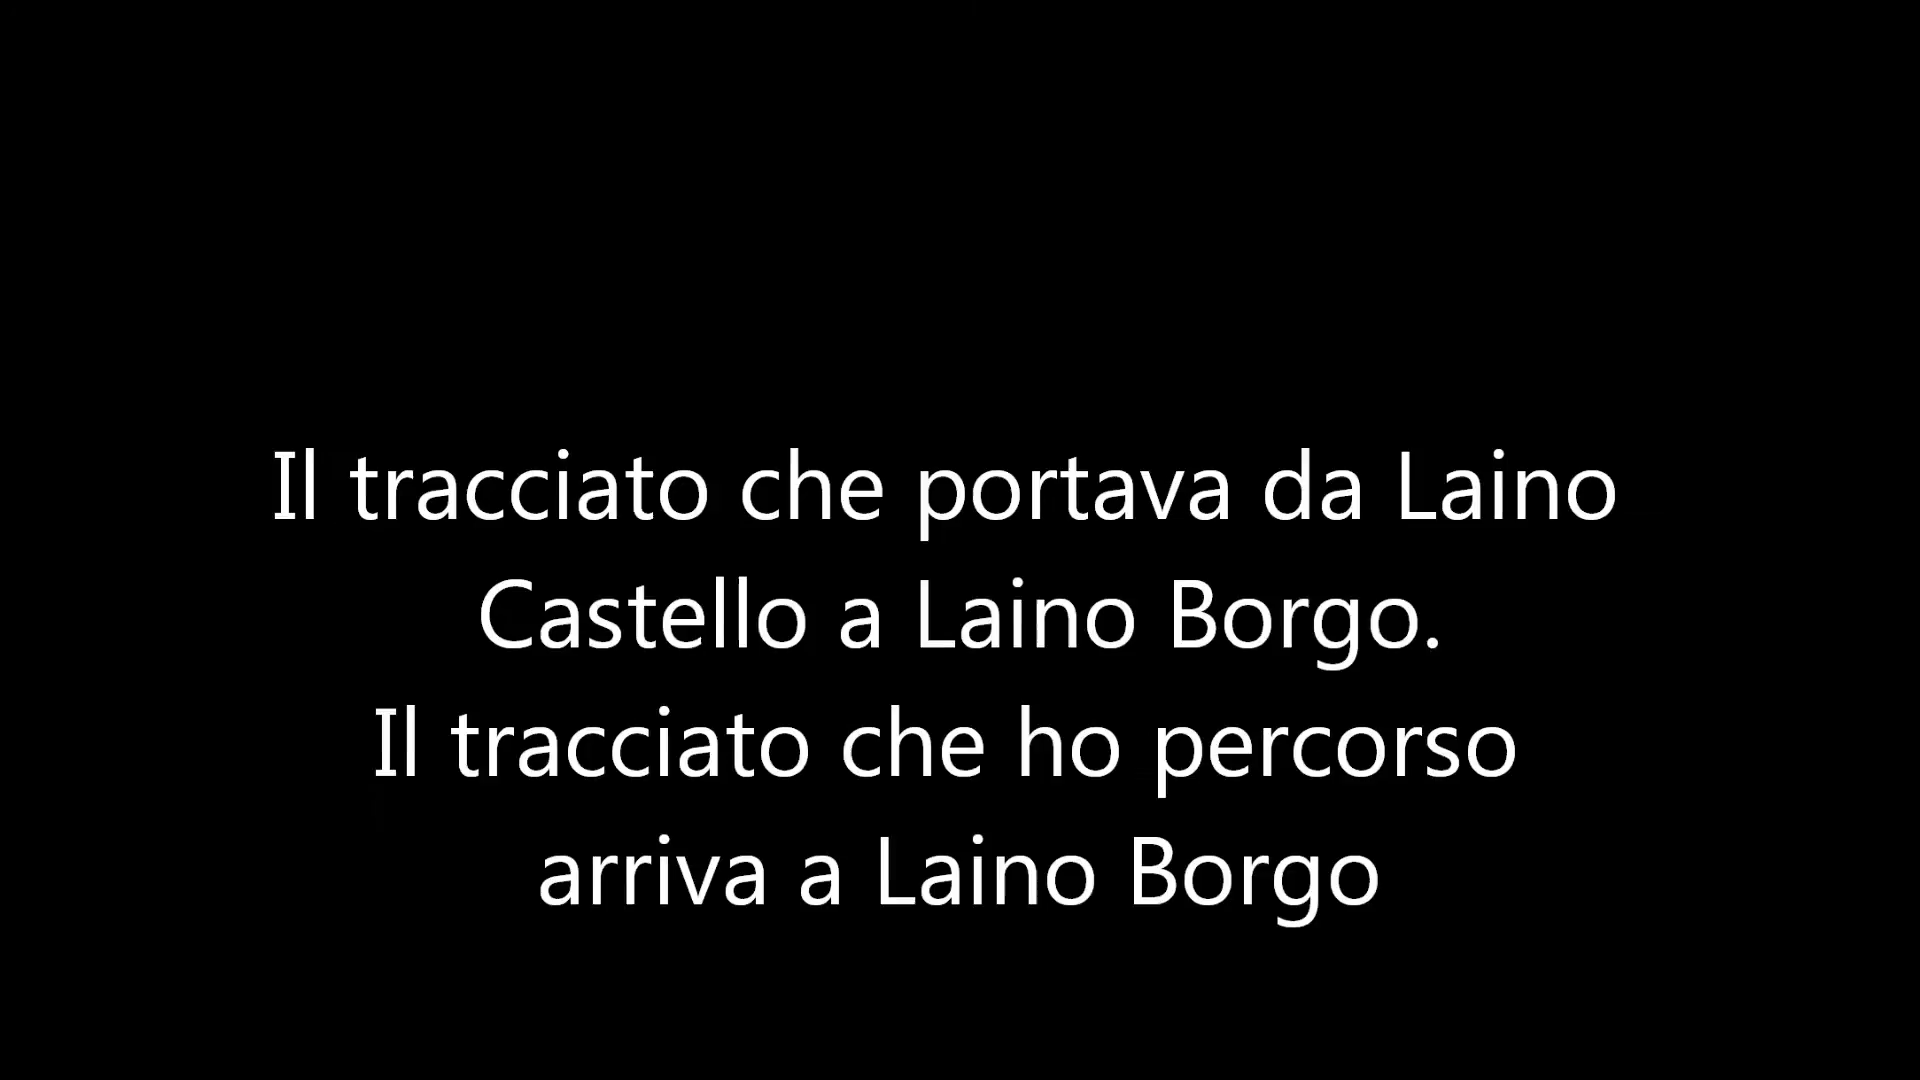 Il tracciato che portava da Laino
Castello a Laino Borgo.
Il tracciato che ho percorso
arriva a Laino Borgo